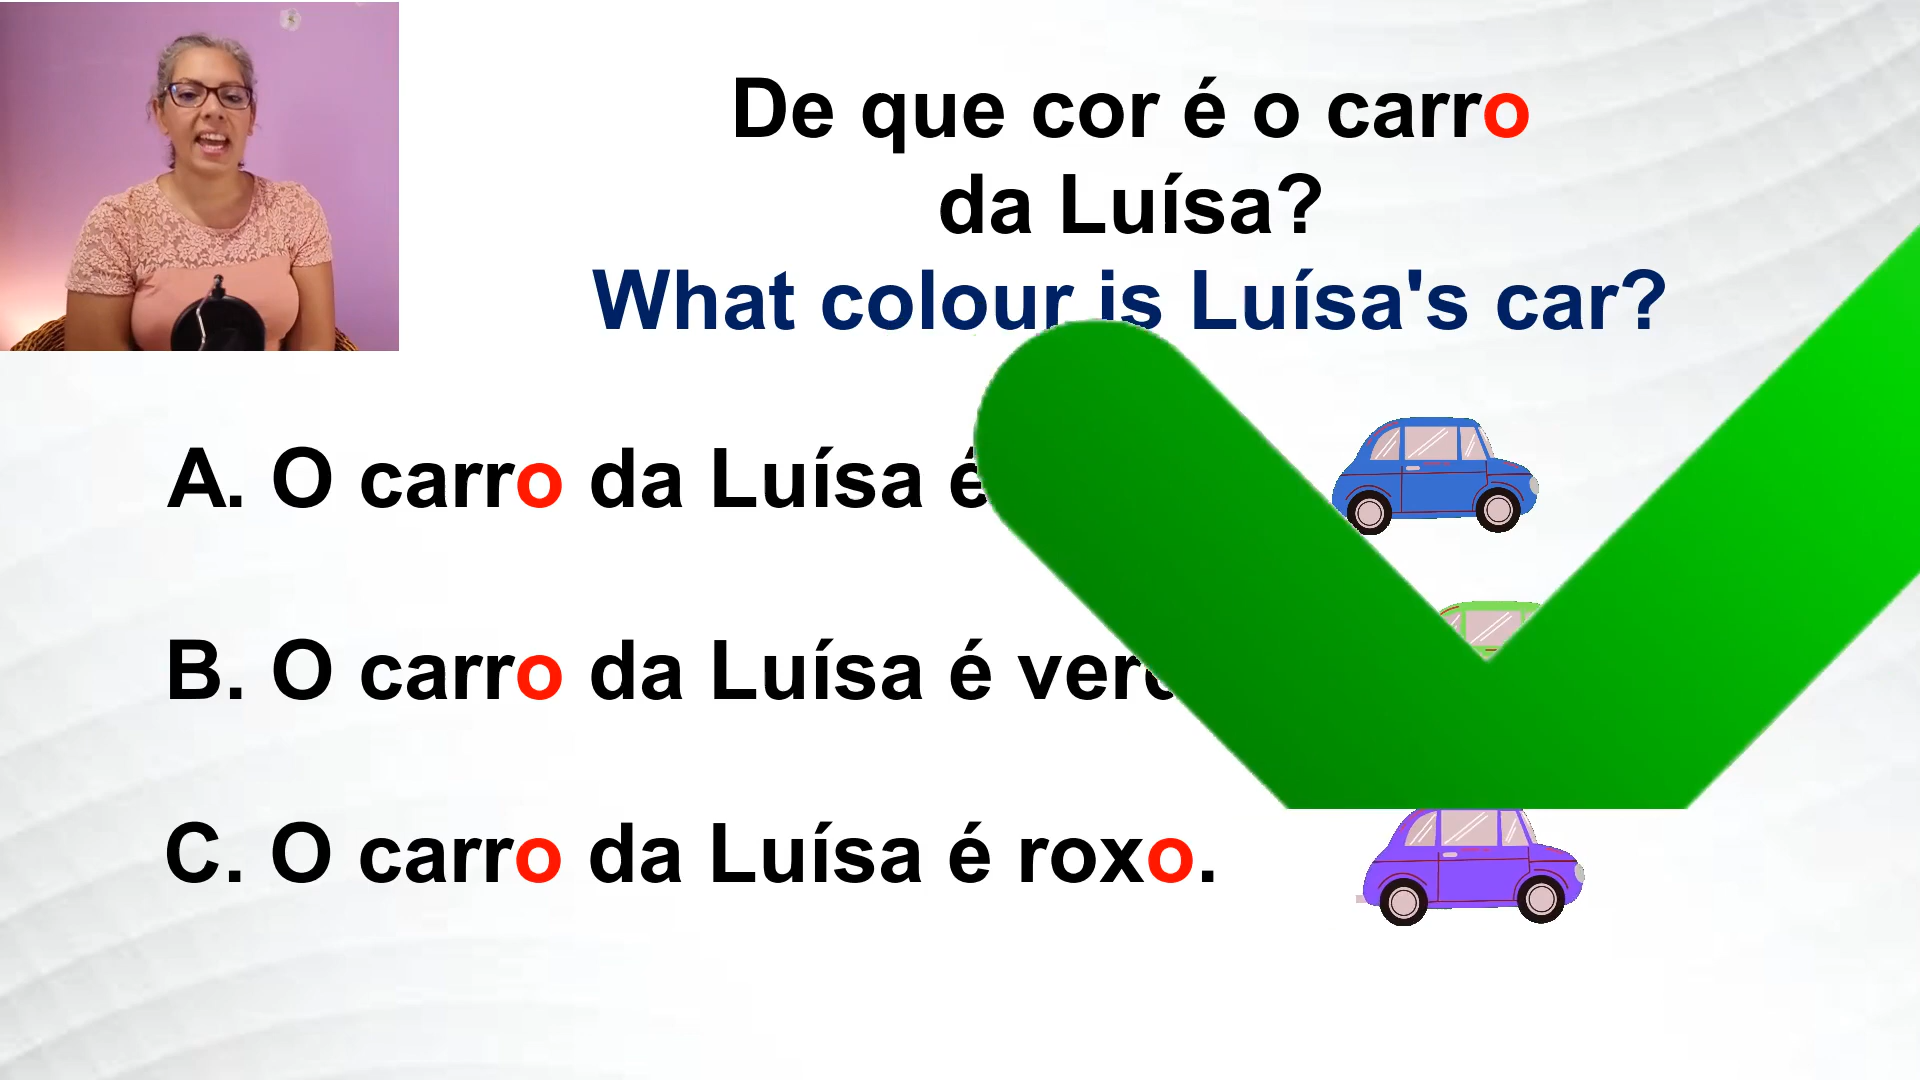 De que cor é o carro
da Luísa?
What colour is Luísa's car?
A. O carro da Luísa é
B. O carro da Luísa é
C. O carro da Luísa é roxo.